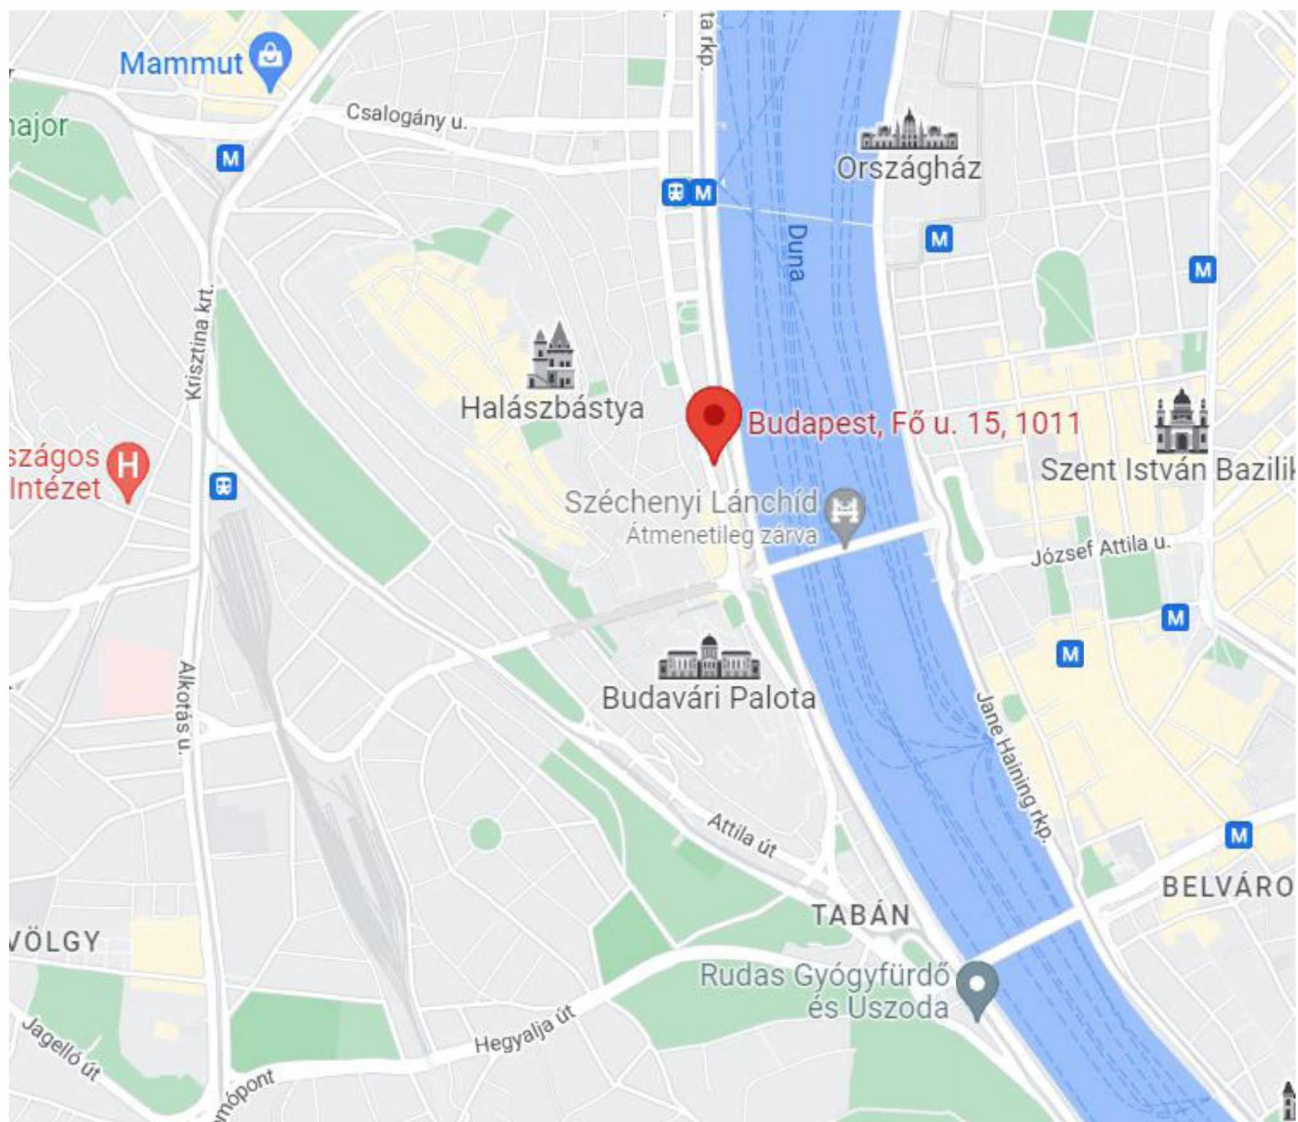 ta rkp.
Mammut
Csalogány u.
major
M
Országház
M
M
M
Duna
Krisztina krt.
Halászbástya
Budapest, Fő u. 15, 1011
szágos
Intézet
H
Szent István Bazilik
Széchenyi Lánchíd
Átmenetileg zárva
József Attila u.
M
M
Alkotás u.
Budavári Palota
Jane Haining rkp.
Attila út
M
BELVÁRO
TABÁN
VÖLGY
Rudas Gyógyfürdő
és Uszoda
Hegyalja út
Jagelló út
mópont